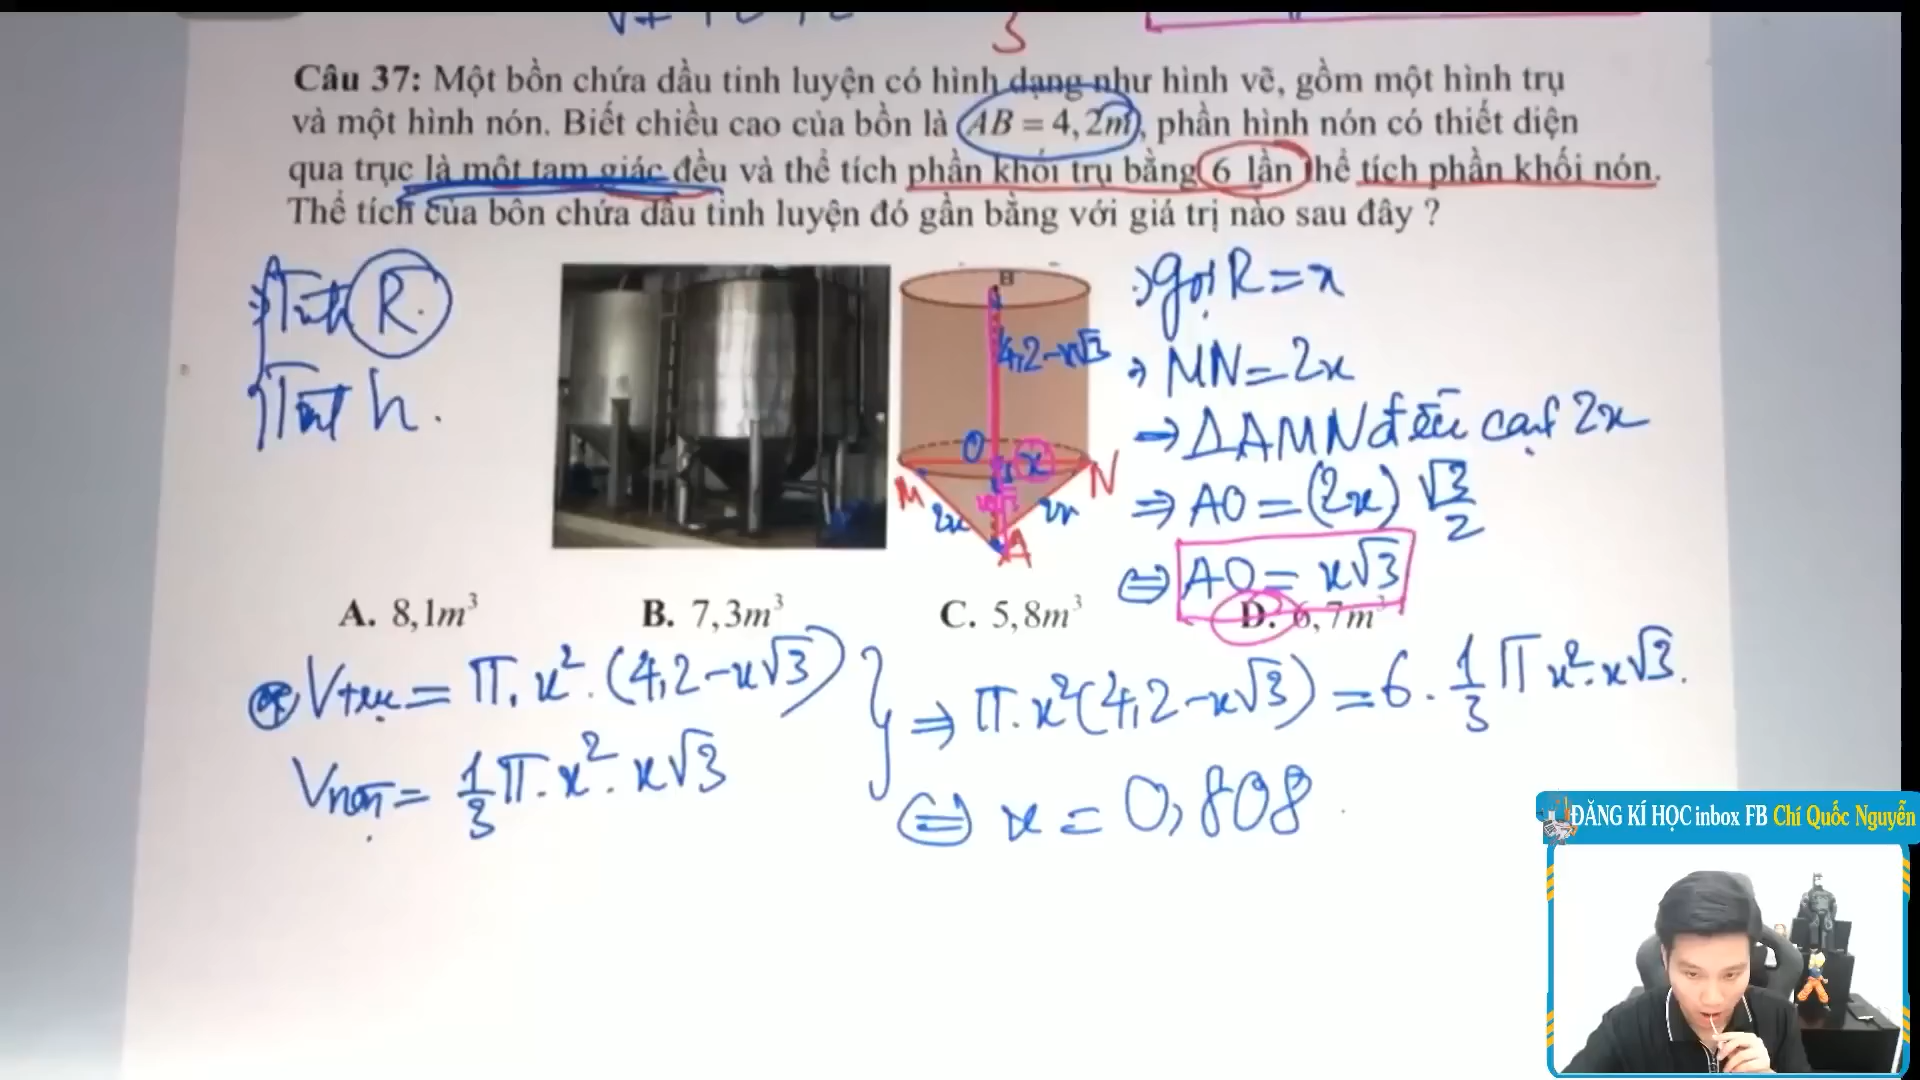 Câu 37: Một bồn chứa dầu tinh luyện có hình dạng như hình vẽ, gồm một hình trụ
và một hình nón. Biết chiều cao của bồn là AB = 4,2m, phần hình nón có thiết diện
qua trục là một tam giác đều và thể tích phần khối trụ bằng 6 lần thể tích phần khối nón.
Thể tích của bồn chứa dầu tinh luyện đó gần bằng với giá trị nào sau đây ?
Tính R.
Tính h.
B
4,2-x√3
O
x
M
N
x√3
2x
2x
A
Gọi R = x
→ MN = 2x
→ ΔAMN đều cạnh 2x
⇒ AO = (2x) √3/2
⇔ AO = x√3
A. 8,1m³ B. 7,3m³ C. 5,8m³ D. 6,7m³
Vtrụ = π.x².(4,2-x√3)
Vnón = 1/3 π.x².x√3
⇒ π.x²(4,2-x√3) = 6.1/3 πx².x√3.
⇔ x = 0,808
ĐĂNG KÍ HỌC inbox FB Chí Quốc Nguyễn